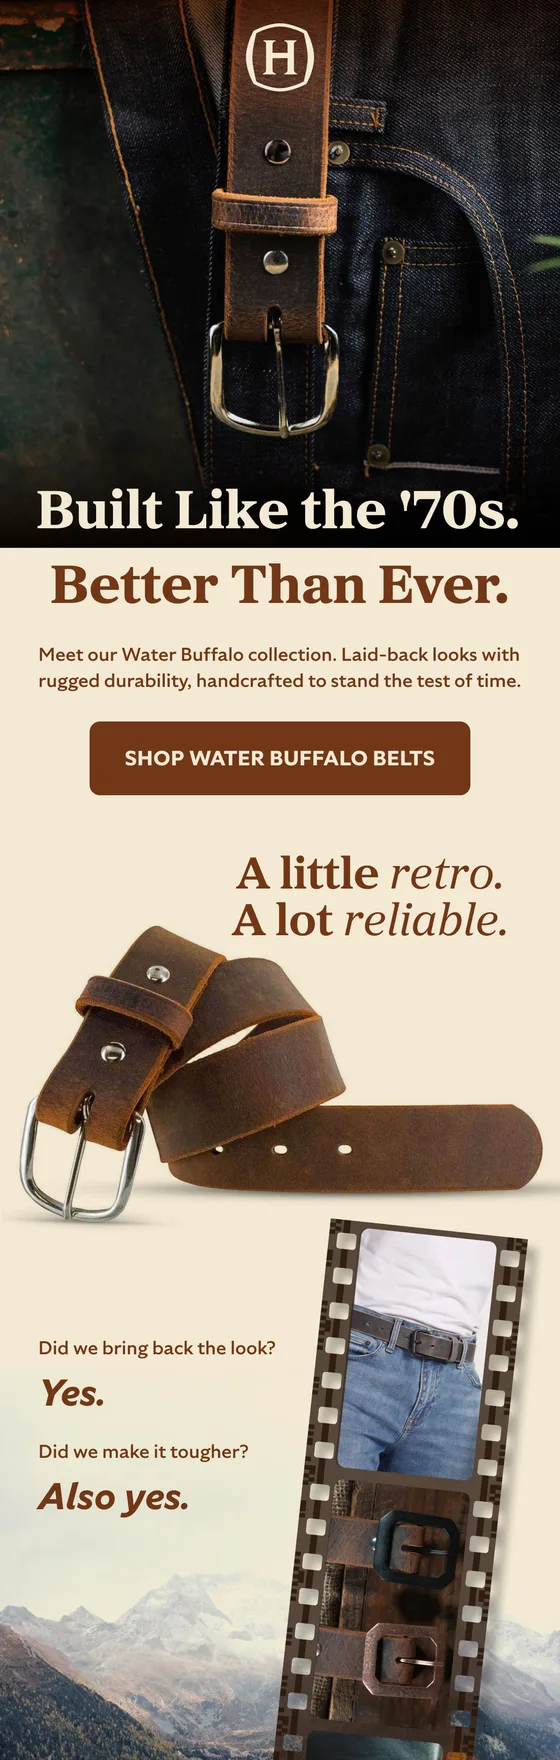 H
Built Like the '70s.
Better Than Ever.
Meet our Water Buffalo collection. Laid-back looks with
rugged durability, handcrafted to stand the test of time.
SHOP WATER BUFFALO BELTS
A little retro.
A lot reliable.
Did we bring back the look?
Yes.
Did we make it tougher?
Also yes.